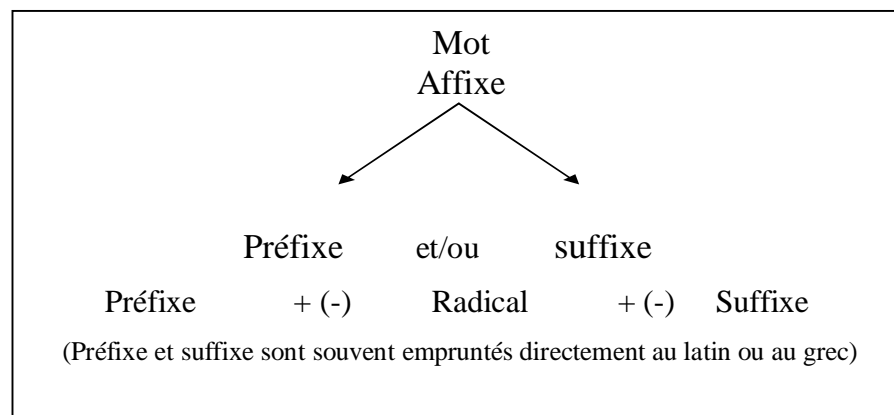 Mot
Affixe
Préfixe et/ou suffixe
Préfixe + (-) Radical + (-) Suffixe
(Préfixe et suffixe sont souvent empruntés directement au latin ou au grec)